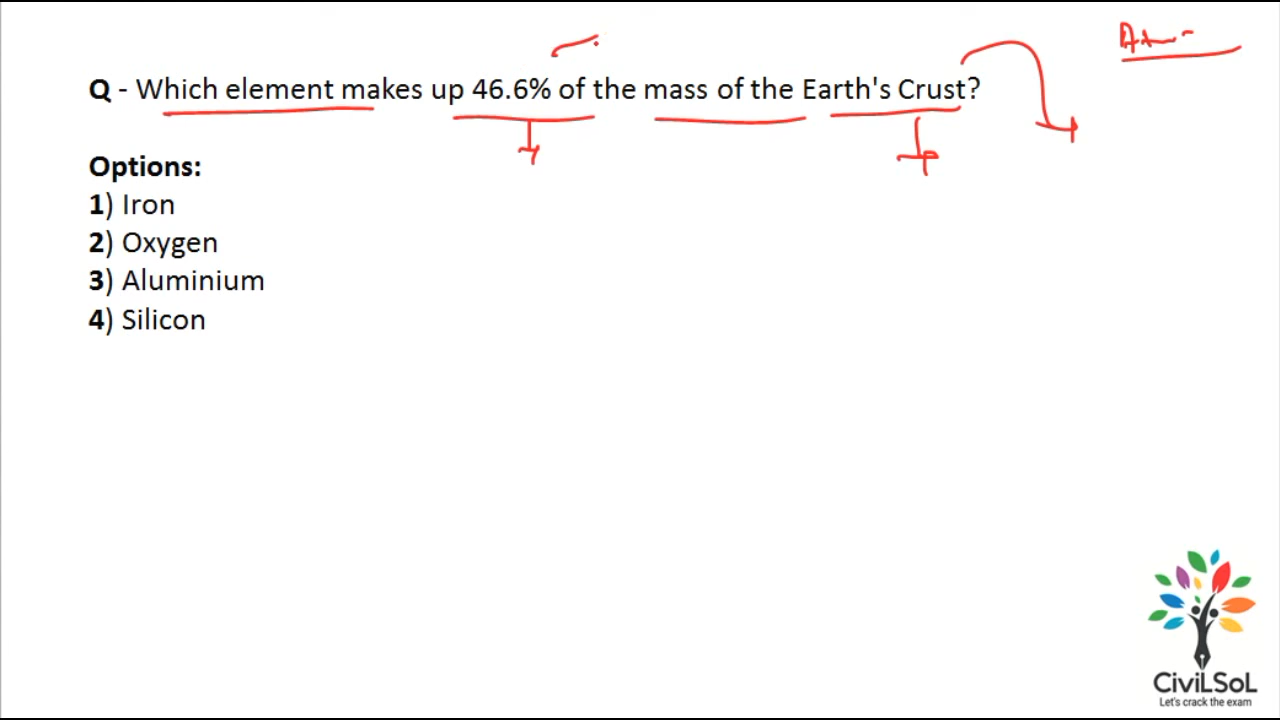 Q - Which element makes up 46.6% of the mass of the Earth's Crust?
Options:
1) Iron
2) Oxygen
3) Aluminium
4) Silicon
CiviLSoL
Let's crack the exam